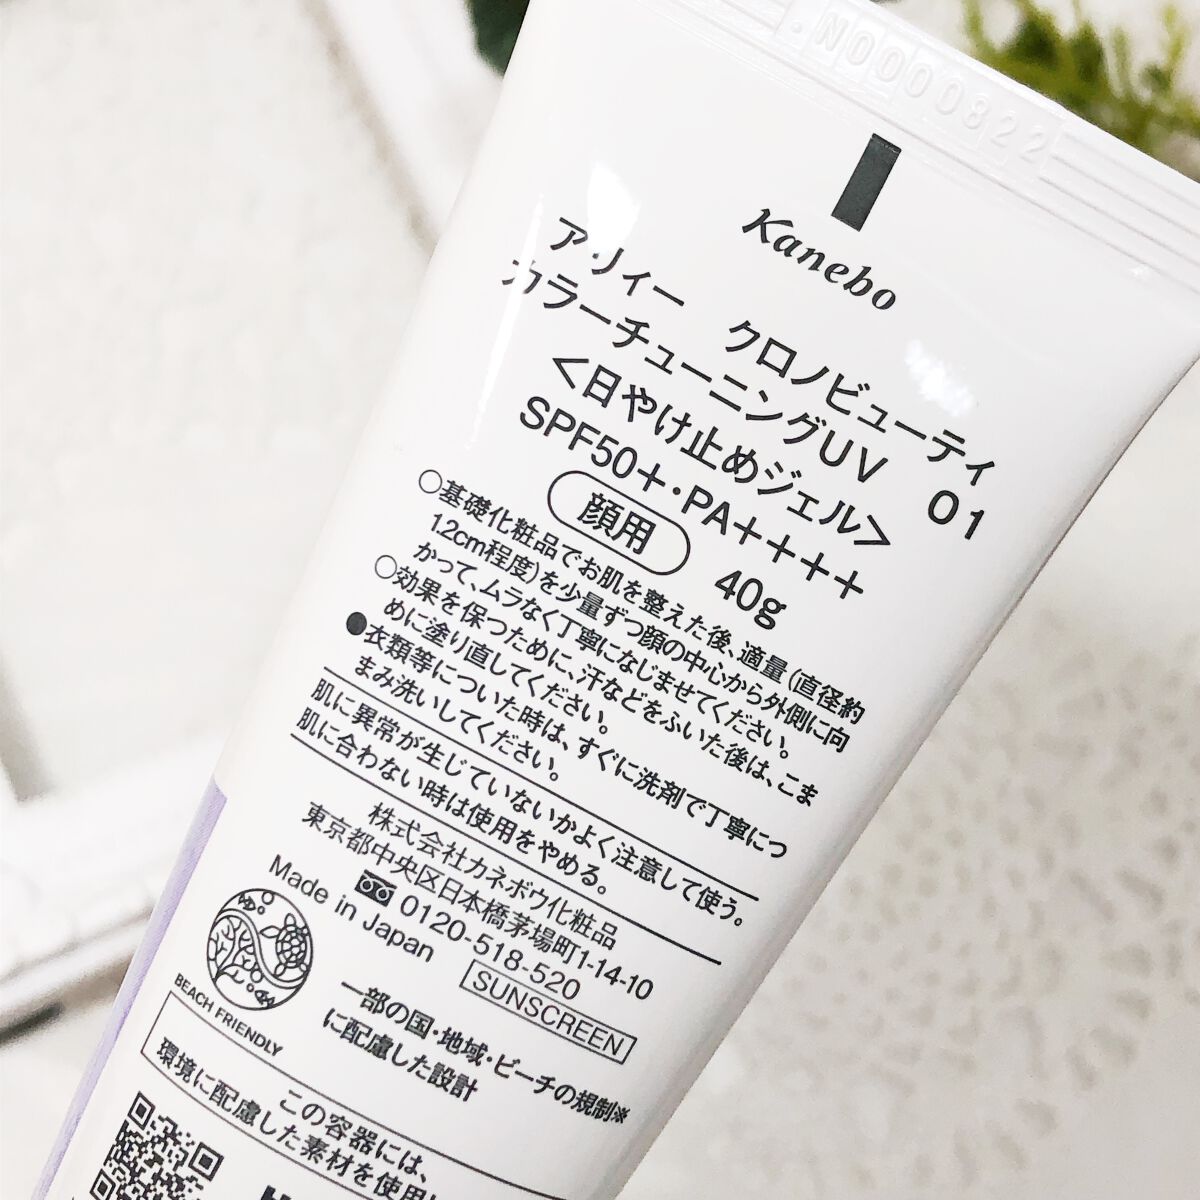 .N0000822
Kanebo
アリィー クロノビューティ
カラーチューニングUV 01
<日やけ止めジェル>
SPF50+・PA++++
顔用 40g
○基礎化粧品でお肌を整えた後、適量(直径約
1.2cm程度)を少量ずつ顔の中心から外側に向
かって、ムラなく丁寧になじませてください。
○効果を保つために、汗などをふいた後は、こま
めに塗り直してください。
●衣類等についた時は、すぐに洗剤で丁寧につ
まみ洗いしてください。
肌に異常が生じていないかよく注意して使う。
肌に合わない時は使用をやめる。
株式会社カネボウ化粧品
東京都中央区日本橋茅場町1-14-10
0120-518-520
Made in Japan
SUNSCREEN
BEACH FRIENDLY
一部の国・地域・ビーチの規制※
に配慮した設計
この容器には、
環境に配慮した素材を使用